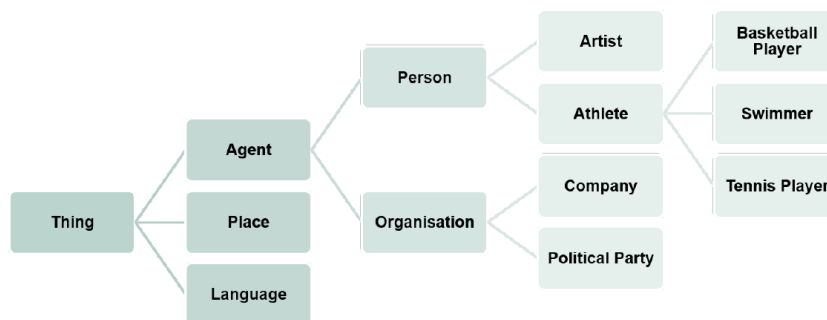 Thing
Agent
Place
Language
Person
Organisation
Artist
Athlete
Company
Political Party
Basketball
Player
Swimmer
Tennis Player